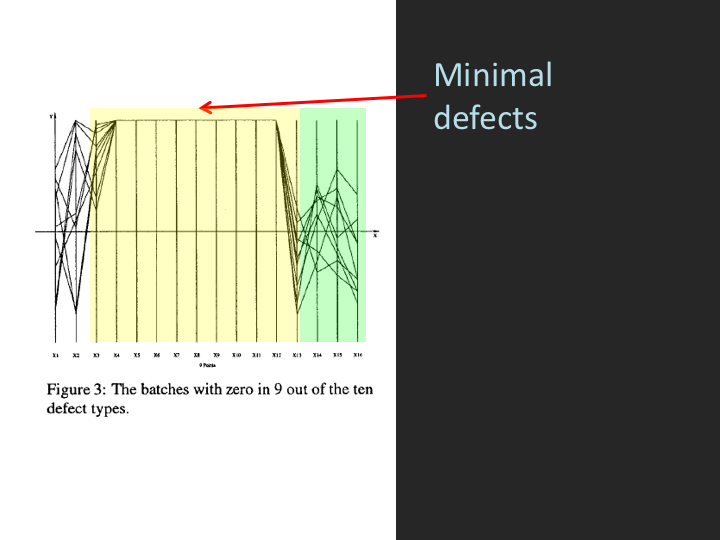 Minimal
defects
Y
X
X1 X2 X3 X4 X5 X6 X7 X8 X9 X10 X11 X12 X13 X14 X15 X16
9 Points
Figure 3: The batches with zero in 9 out of the ten
defect types.